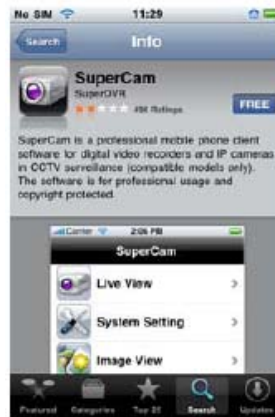 No SIM 11:29
Search Info
SuperCam
SuperDVR
Ratings
FREE
SuperCam is a professional mobile phone client
software for digital video recorders and IP cameras
in CCTV surveillance (compatible models only).
The software is for professional usage and
copyright protected.
Carrier 2:06 PM
SuperCam
Live View
System Setting
Image View
Featured Categories Top 25 Search Updates